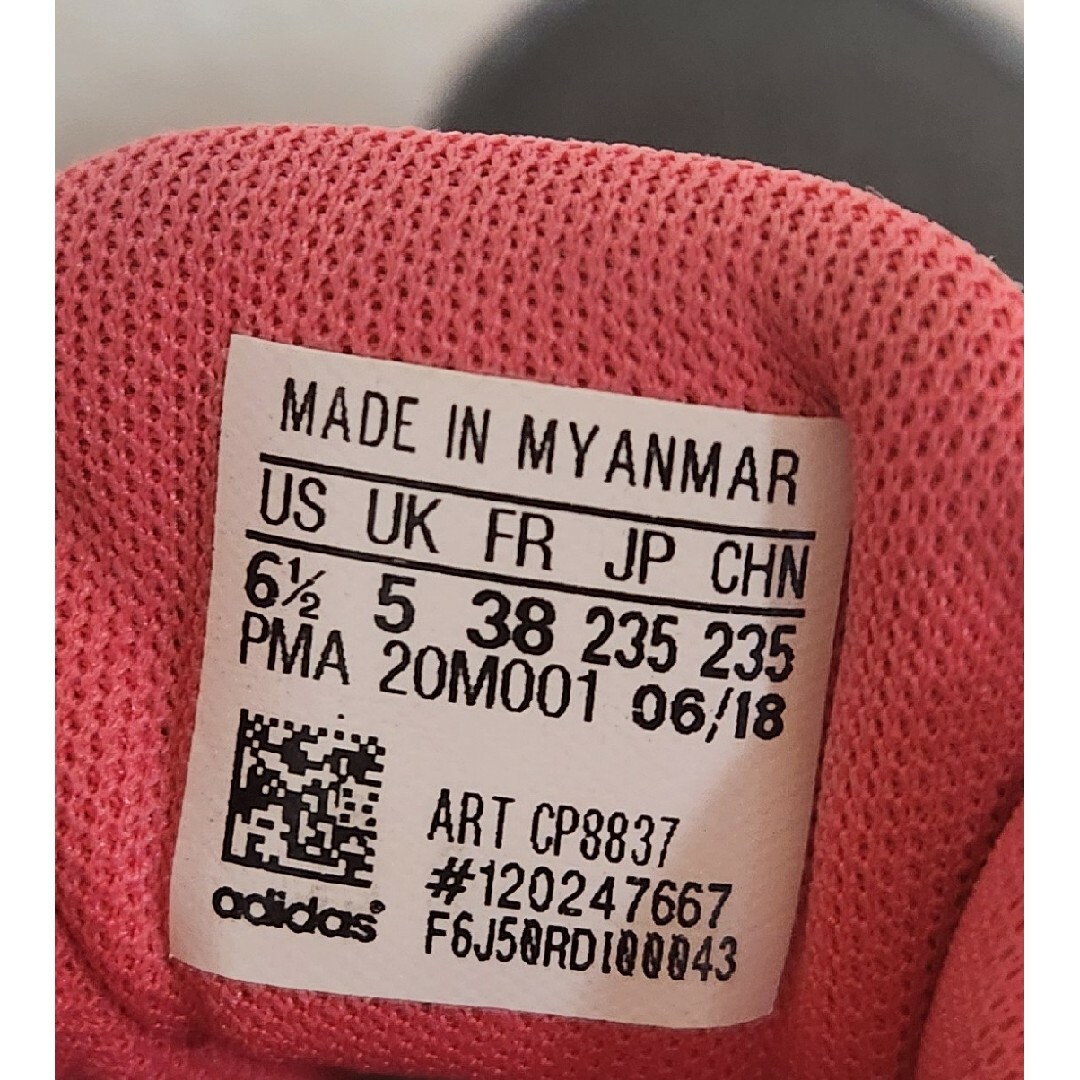 MADE IN MYANMAR
US UK FR JP CHN
6½ 5 38 235 235
PMA 20M001 06/18
ART CP8837
#120247667
adidas®
F6J50RDI00043